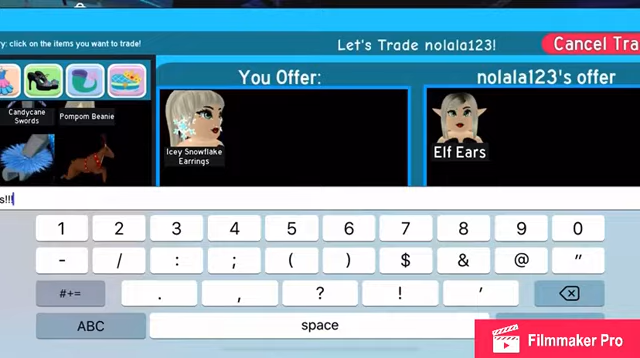 ry: click on the items you want to trade!
Let's Trade nolala123!
Cancel Tra
You Offer:
nolala123's offer
Candycane
Swords
Pompom Beanie
Icey Snowflake
Earrings
Elf Ears
s!!!
1 2 3 4 5 6 7 8 9 0
- / : ; ( ) $ & @ "
#+= . , ? ! '
ABC space
Filmmaker Pro